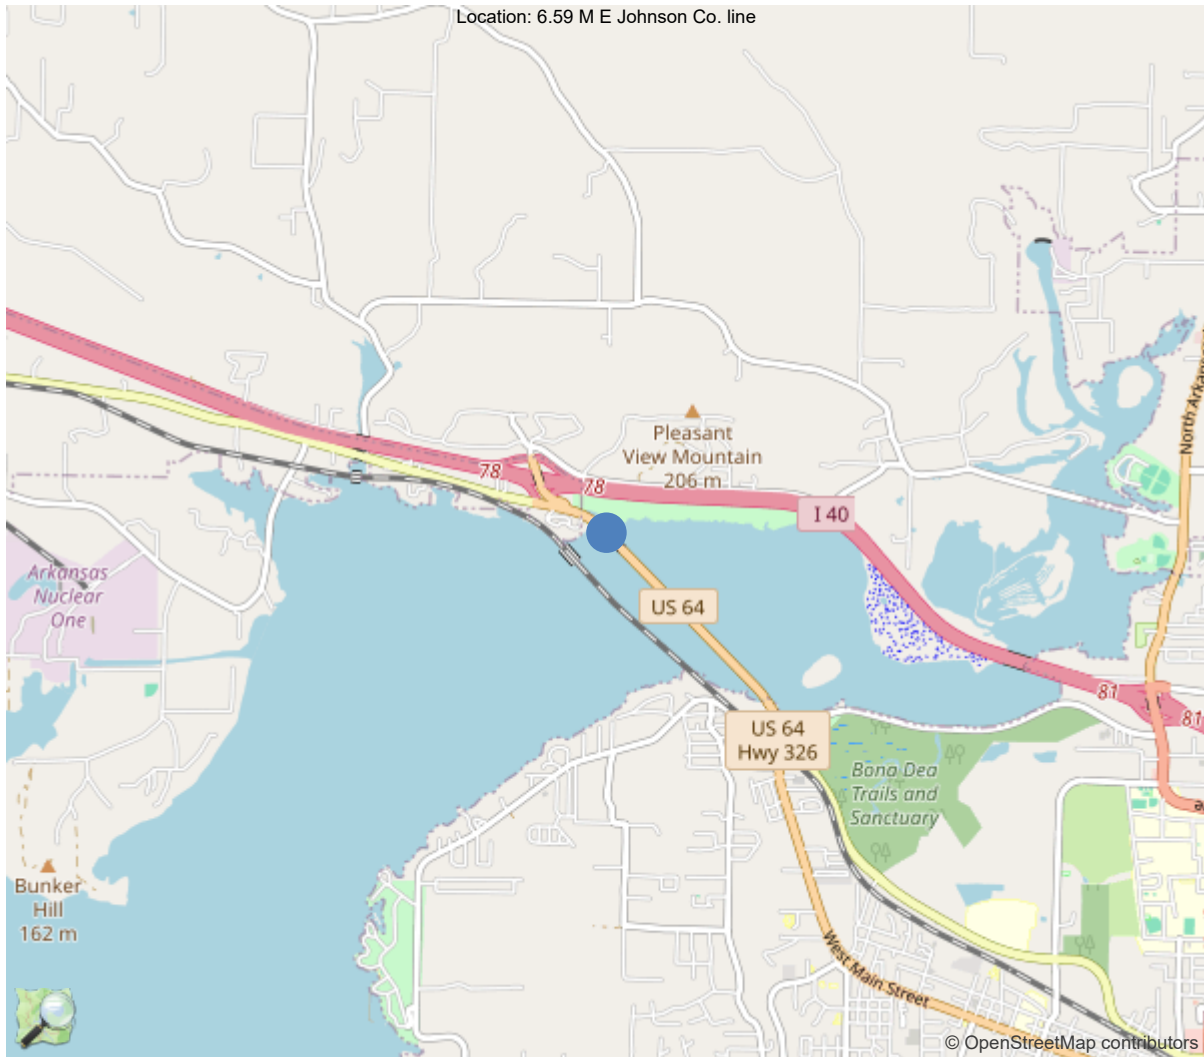 Location: 6.59 M E Johnson Co. line
North Arkan
Pleasant
View Mountain
206 m
78
78
I 40
Arkansas
Nuclear
One
US 64
81
81
US 64
Hwy 326
Bona Dea
Trails and
Sanctuary
Bunker
Hill
162 m
West Main Street
© OpenStreetMap contributors